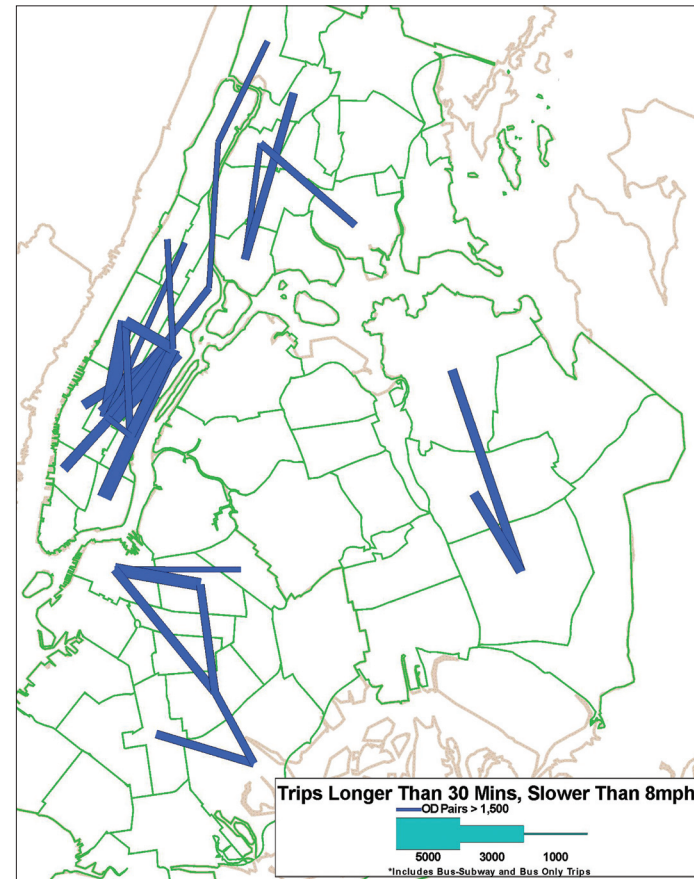 Trips Longer Than 30 Mins, Slower Than 8mph
OD Pairs > 1,500
5000 3000 1000
*Includes Bus-Subway and Bus Only Trips